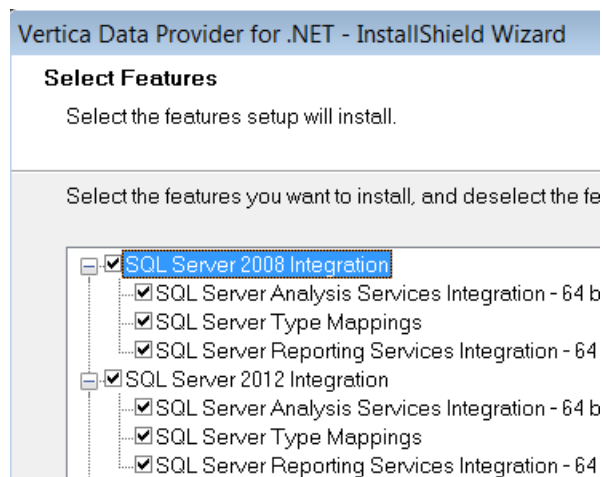 Vertica Data Provider for .NET - InstallShield Wizard
Select Features
Select the features setup will install.
Select the features you want to install, and deselect the fe
SQL Server 2008 Integration
SQL Server Analysis Services Integration - 64 b
SQL Server Type Mappings
SQL Server Reporting Services Integration - 64
SQL Server 2012 Integration
SQL Server Analysis Services Integration - 64 b
SQL Server Type Mappings
SQL Server Reporting Services Integration - 64